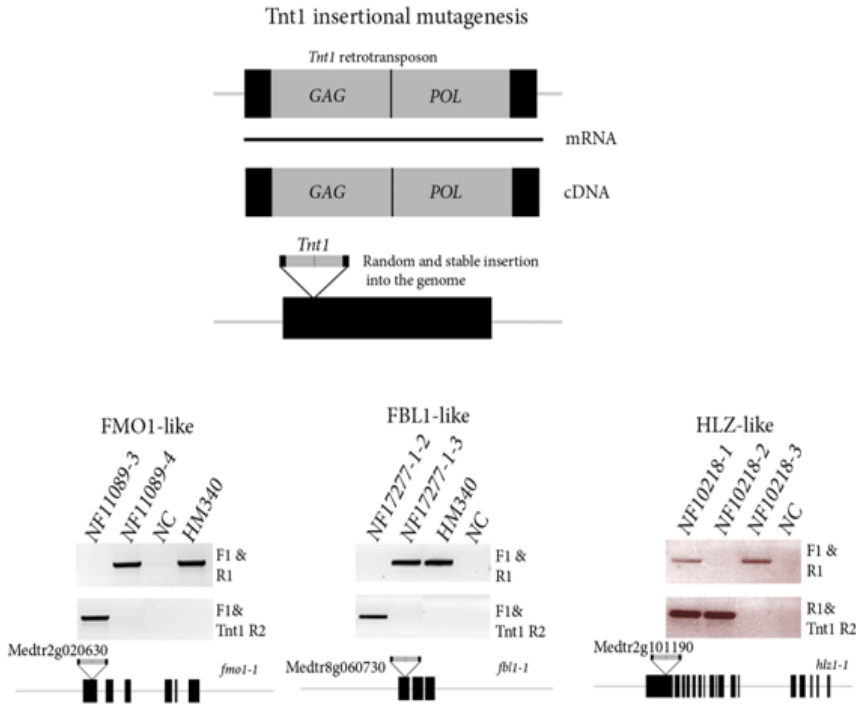 Tnt1 insertional mutagenesis
Tnt1 retrotransposon
GAG POL
mRNA
GAG POL
cDNA
Tnt1
Random and stable insertion
into the genome
FMO1-like
NF11089-3
NF11089-4
NC
HM340
F1 &
R1
F1&
Tnt1 R2
Medtr2g020630
fmo1-1
FBL1-like
NF17277-1-2
NF17277-1-3
HM340
NC
F1 &
R1
F1&
Tnt1 R2
Medtr8g060730
fbl1-1
HLZ-like
NF10218-1
NF10218-2
NF10218-3
NC
F1 &
R1
R1&
Tnt1 R2
Medtr2g101190
hlz1-1